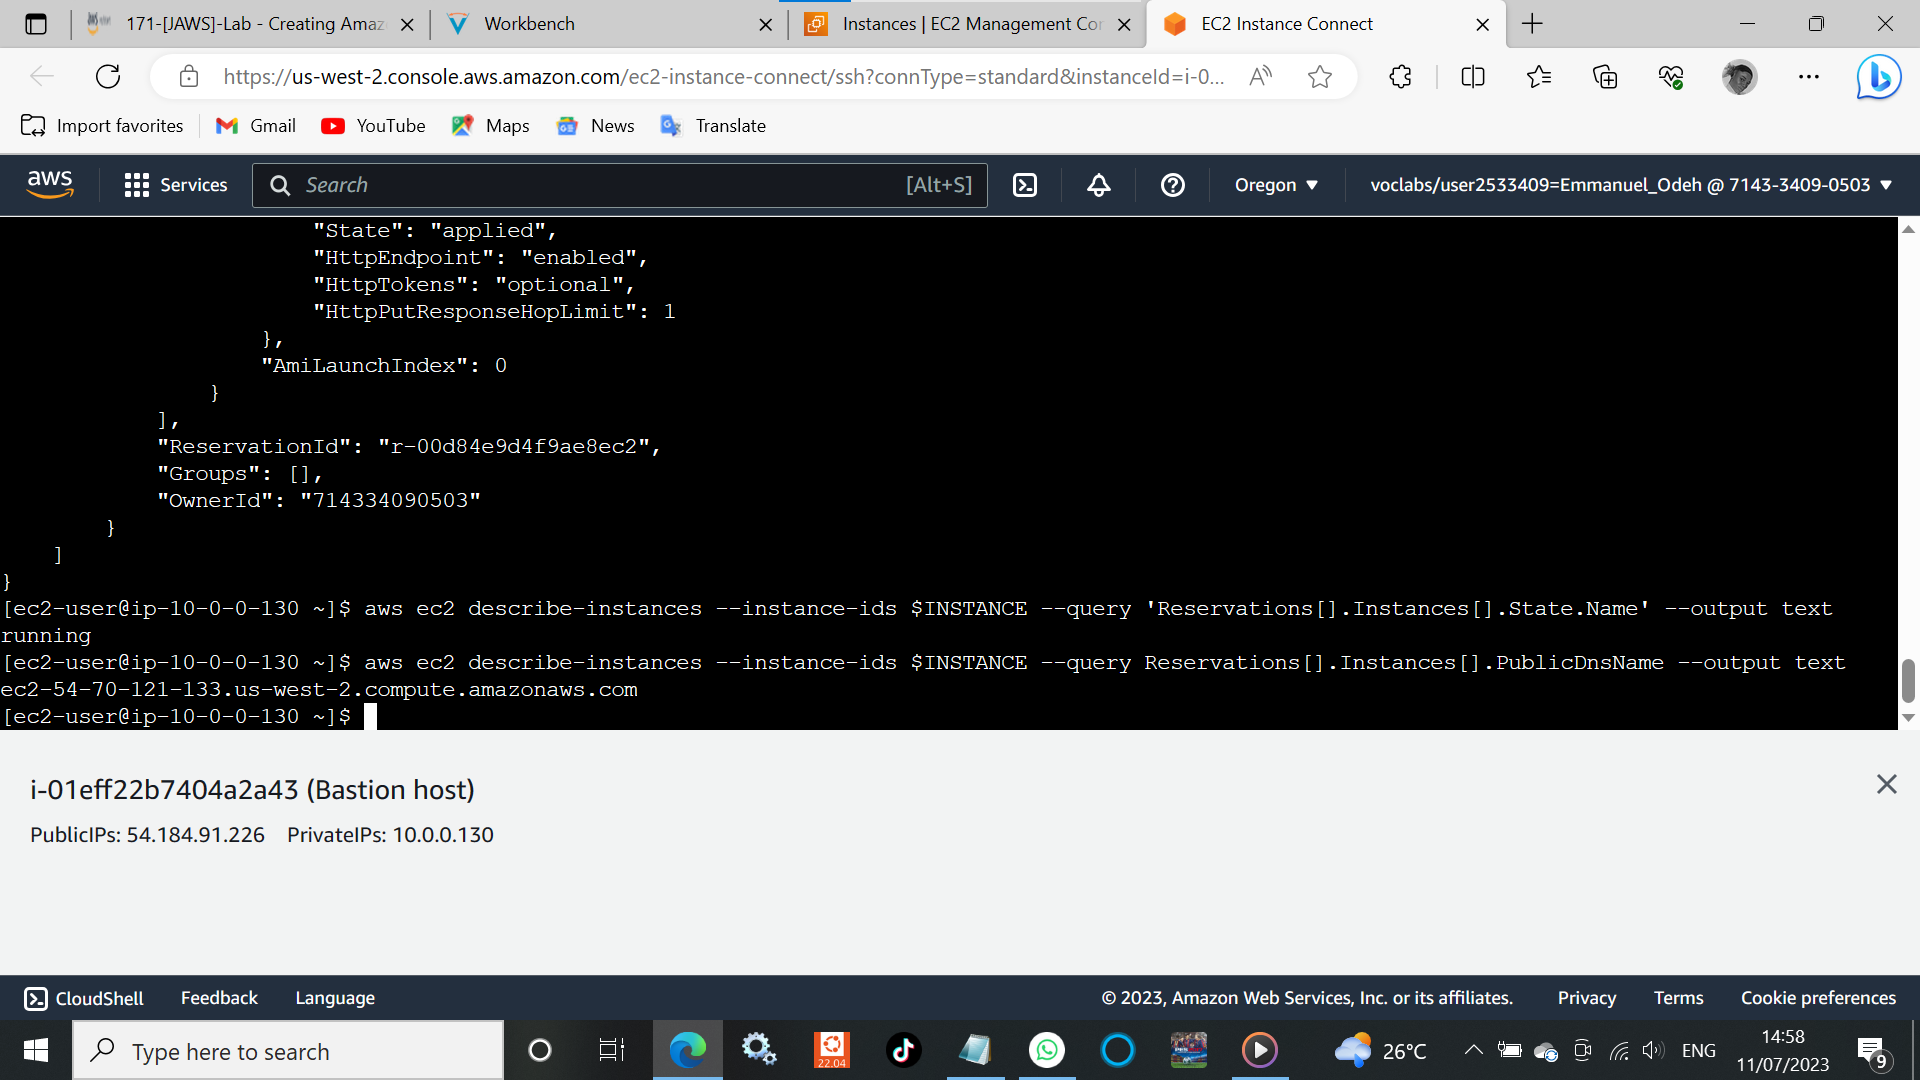 171-[JAWS]-Lab - Creating Amaz
Workbench
Instances | EC2 Management Cor
EC2 Instance Connect
https://us-west-2.console.aws.amazon.com/ec2-instance-connect/ssh?connType=standard&instanceId=i-0...
Import favorites
Gmail
YouTube
Maps
News
Translate
aws
Services
Search
[Alt+S]
Oregon
voclabs/user2533409=Emmanuel_Odeh @ 7143-3409-0503
"State": "applied",
"HttpEndpoint": "enabled",
"HttpTokens": "optional",
"HttpPutResponseHopLimit": 1
},
"AmiLaunchIndex": 0
}
],
"ReservationId": "r-00d84e9d4f9ae8ec2",
"Groups": [],
"OwnerId": "714334090503"
}
]
}
[ec2-user@ip-10-0-0-130 ~]$ aws ec2 describe-instances --instance-ids $INSTANCE --query 'Reservations[].Instances[].State.Name' --output text
running
[ec2-user@ip-10-0-0-130 ~]$ aws ec2 describe-instances --instance-ids $INSTANCE --query Reservations[].Instances[].PublicDnsName --output text
ec2-54-70-121-133.us-west-2.compute.amazonaws.com
[ec2-user@ip-10-0-0-130 ~]$
i-01eff22b7404a2a43 (Bastion host)
PublicIPs: 54.184.91.226 PrivateIPs: 10.0.0.130
CloudShell
Feedback
Language
© 2023, Amazon Web Services, Inc. or its affiliates.
Privacy
Terms
Cookie preferences
Type here to search
22.04
26°C
ENG
14:58
11/07/2023
9